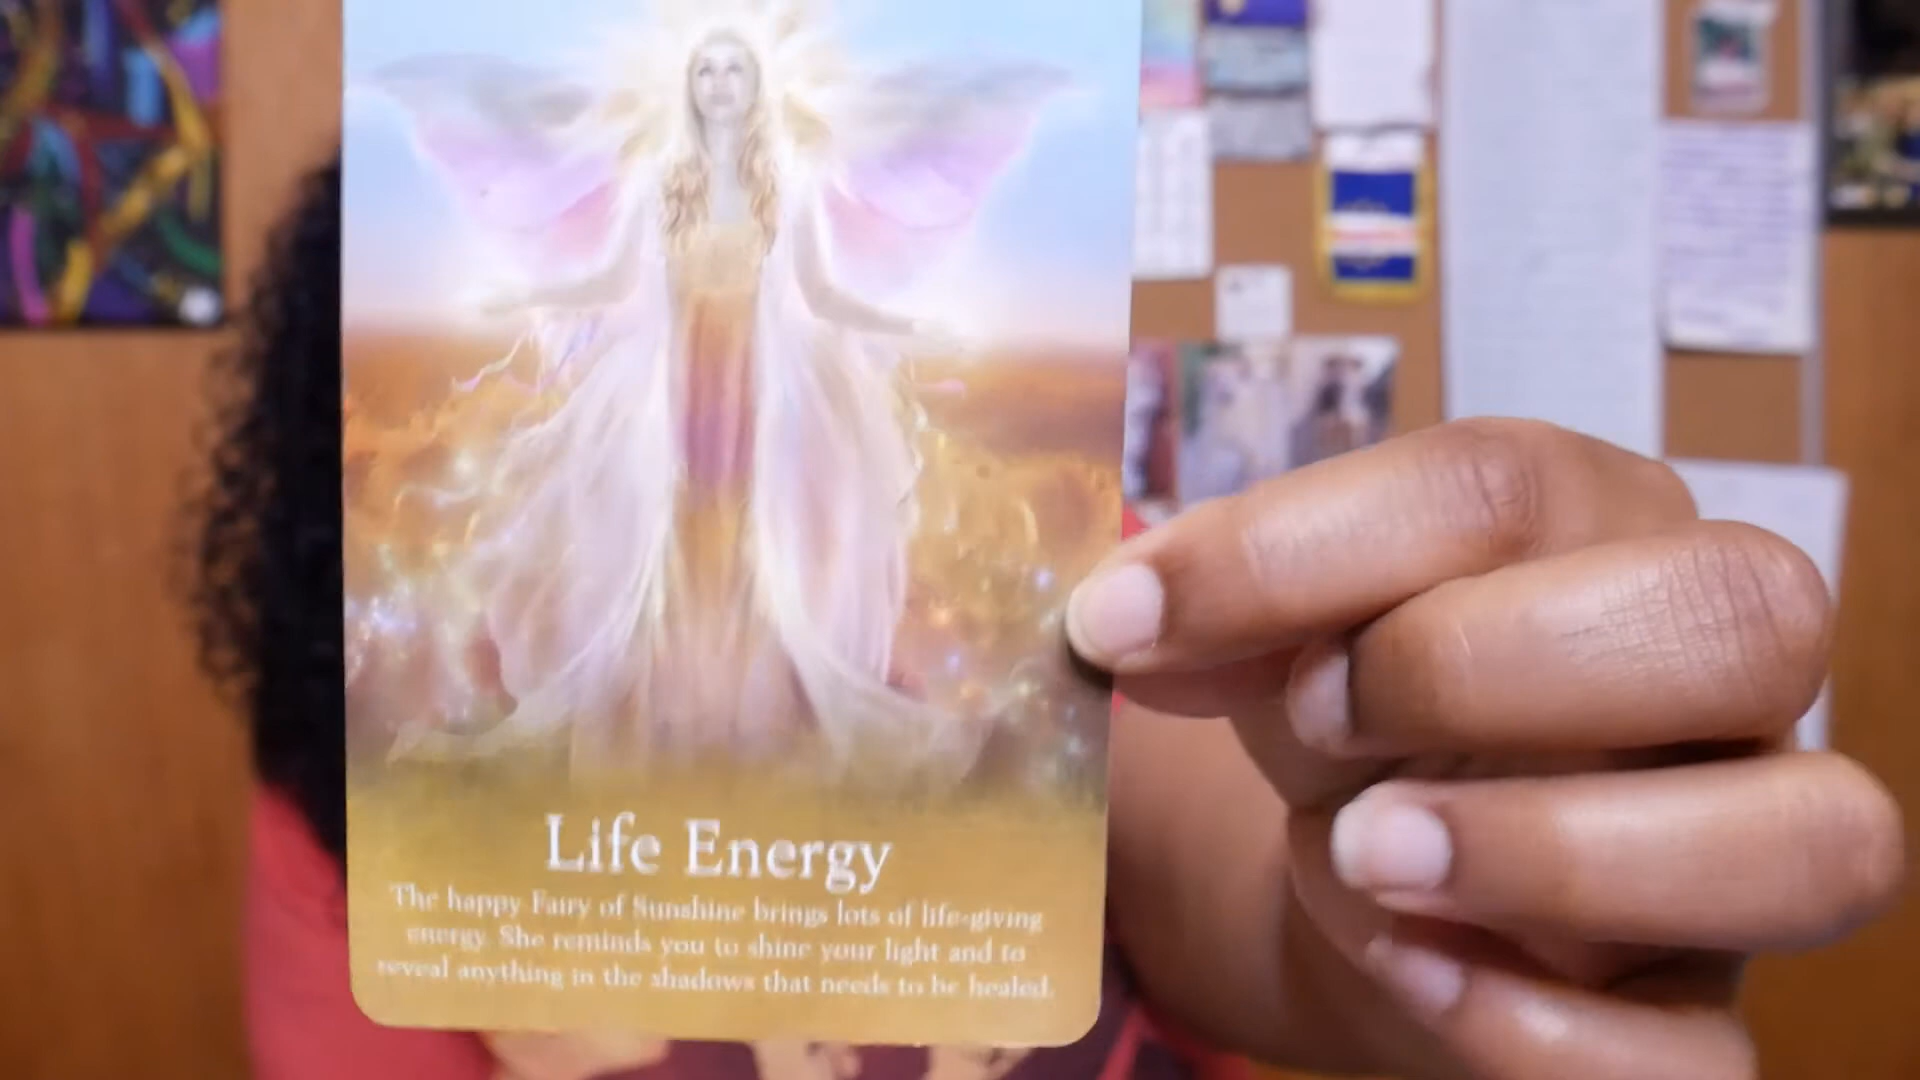 Life Energy
The happy Fairy of Sunshine brings lots of life-giving
energy. She reminds you to shine your light and to
reveal anything in the shadows that needs to be healed.